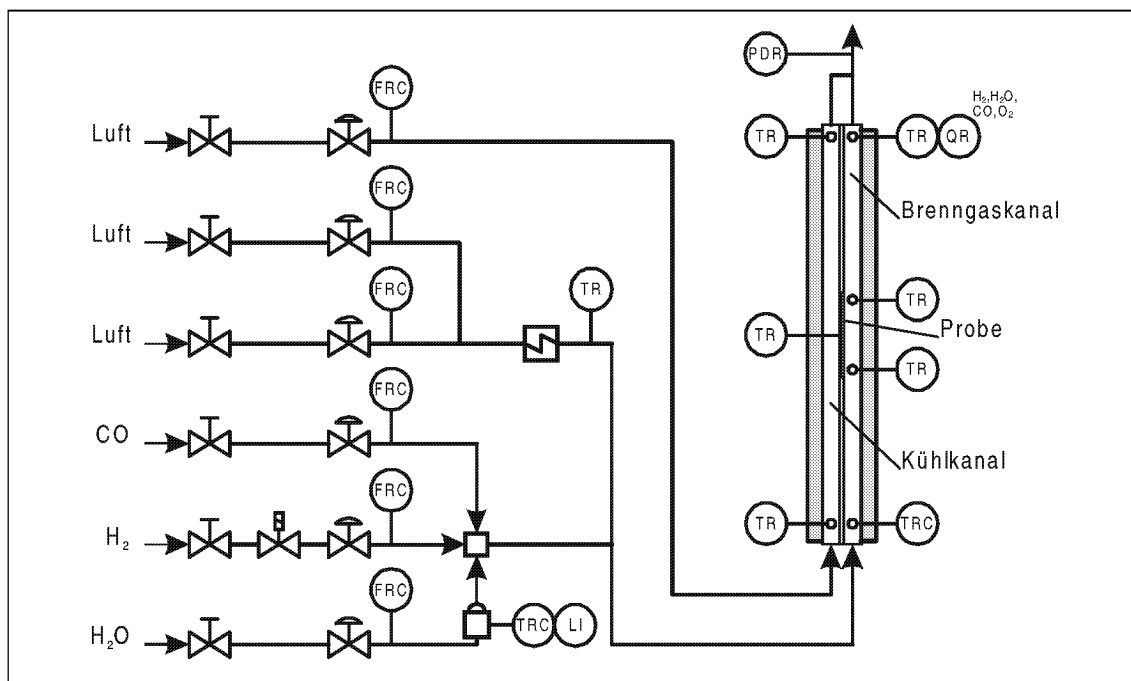 PDR
FRC
H₂,H₂O,
CO,O₂
Luft
TR
TR QR
FRC
Brenngaskanal
Luft
FRC
TR
TR
Luft
TR
Probe
FRC
TR
CO
Kühlkanal
FRC
TR
TRC
H₂
FRC
TRC LI
H₂O